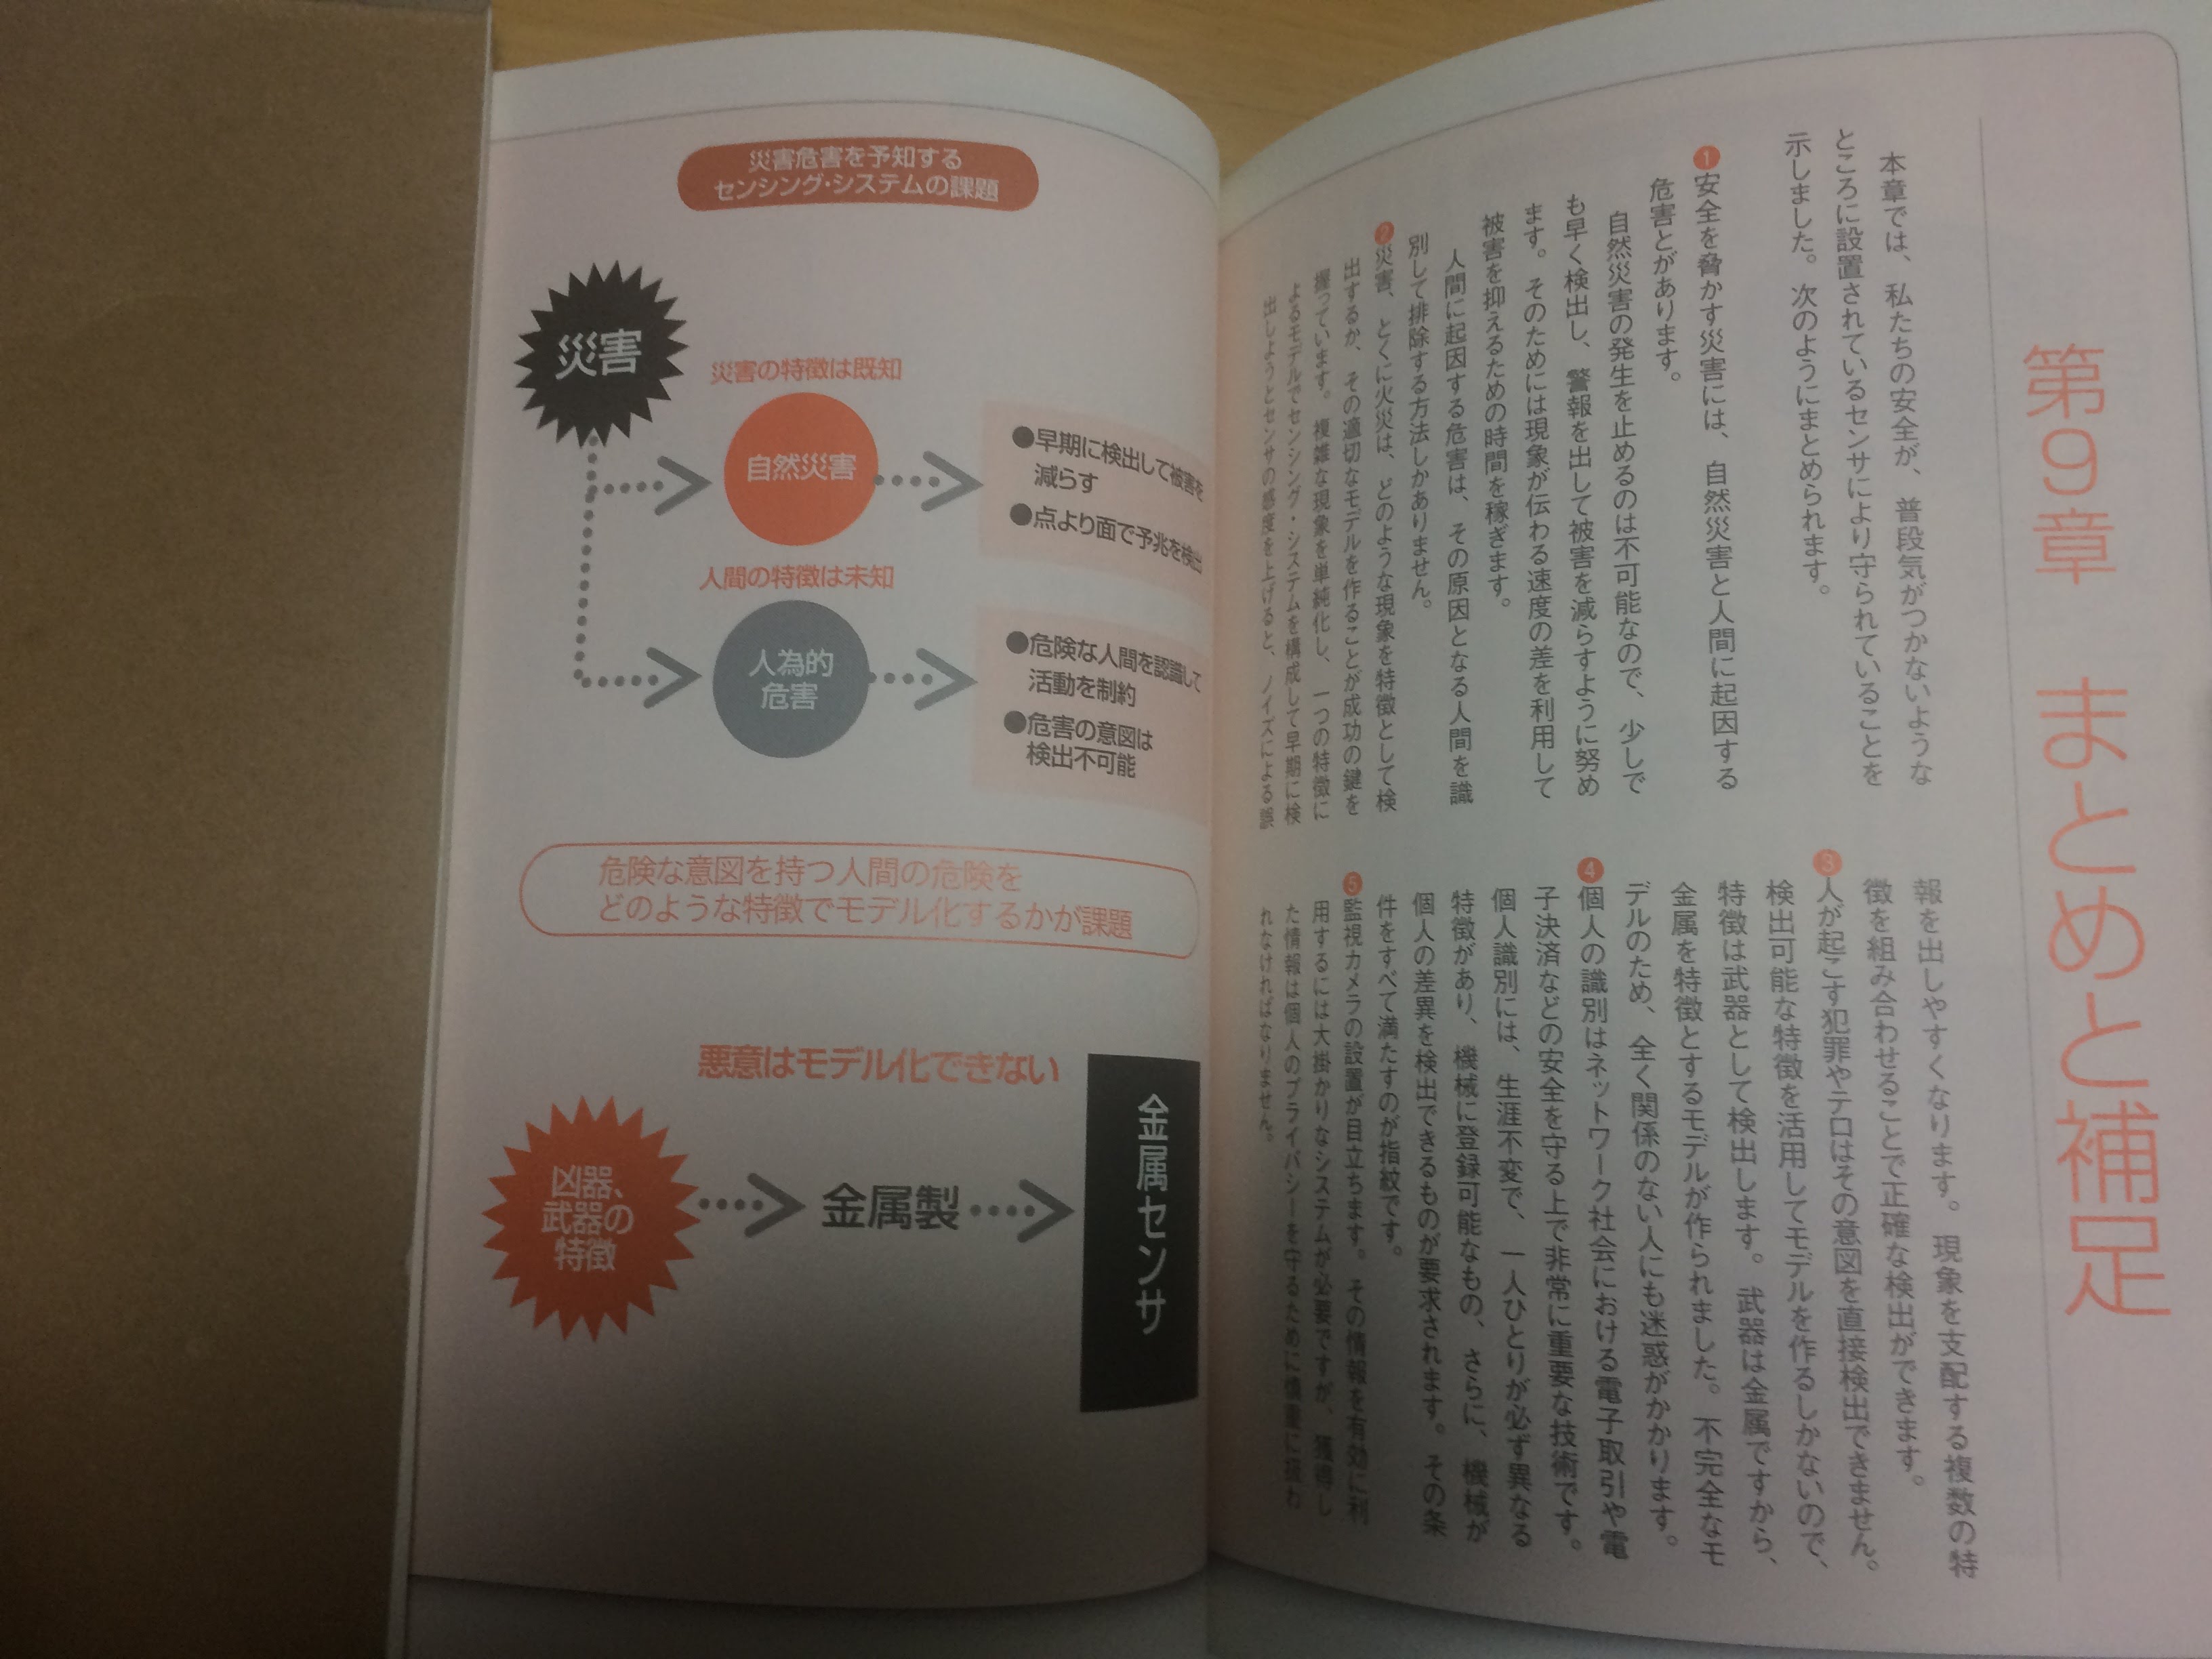 第9章 まとめと補足
本章では、私たちの安全が、普段気がつかないような
ところに設置されているセンサにより守られていることを
示しました。次のようにまとめられます。
❶安全を脅かす災害には、自然災害と人間に起因する
危害とがあります。
自然災害の発生を止めるのは不可能なので、少しで
も早く検出し、警報を出して被害を減らすように努め
ます。そのためには現象が伝わる速度の差を利用して
被害を抑えるための時間を稼ぎます。
人間に起因する危害は、その原因となる人間を識
別して排除する方法しかありません。
❷災害、とくに火災は、どのような現象を特徴として検
出するか、その適切なモデルを作ることが成功の鍵を
握っています。複雑な現象を単純化し、一つの特徴に
よるモデルでセンシング・システムを構成して早期に検
出しようとセンサの感度を上げると、ノイズによる誤
報を出しやすくなります。現象を支配する複数の特
徴を組み合わせることで正確な検出ができます。
❸人が起こす犯罪やテロはその意図を直接検出できません。
検出可能な特徴を活用してモデルを作るしかないので、
特徴は武器として検出します。武器は金属ですから、
金属を特徴とするモデルが作られました。不完全なモ
デルのため、全く関係のない人にも迷惑がかかります。
❹個人の識別はネットワーク社会における電子取引や電
子決済などの安全を守る上で非常に重要な技術です。
個人識別には、生涯不変で、一人ひとりが必ず異なる
特徴があり、機械に登録可能なもの、さらに、機械が
個人の差異を検出できるものが要求されます。その条
件をすべて満たすのが指紋です。
❺監視カメラの設置が目立ちます。その情報を有効に利
用するには大掛かりなシステムが必要ですが、獲得し
た情報は個人のプライバシーを守るために慎重に扱わ
れなければなりません。
災害危害を予知する
センシング・システムの課題
災害
災害の特徴は既知
自然災害
●早期に検出して被害を
減らす
●点より面で予兆を検出
人間の特徴は未知
人為的
危害
●危険な人間を認識して
活動を制約
●危害の意図は
検出不可能
危険な意図を持つ人間の危険を
どのような特徴でモデル化するかが課題
悪意はモデル化できない
凶器、
武器の
特徴
金属製
金属センサ